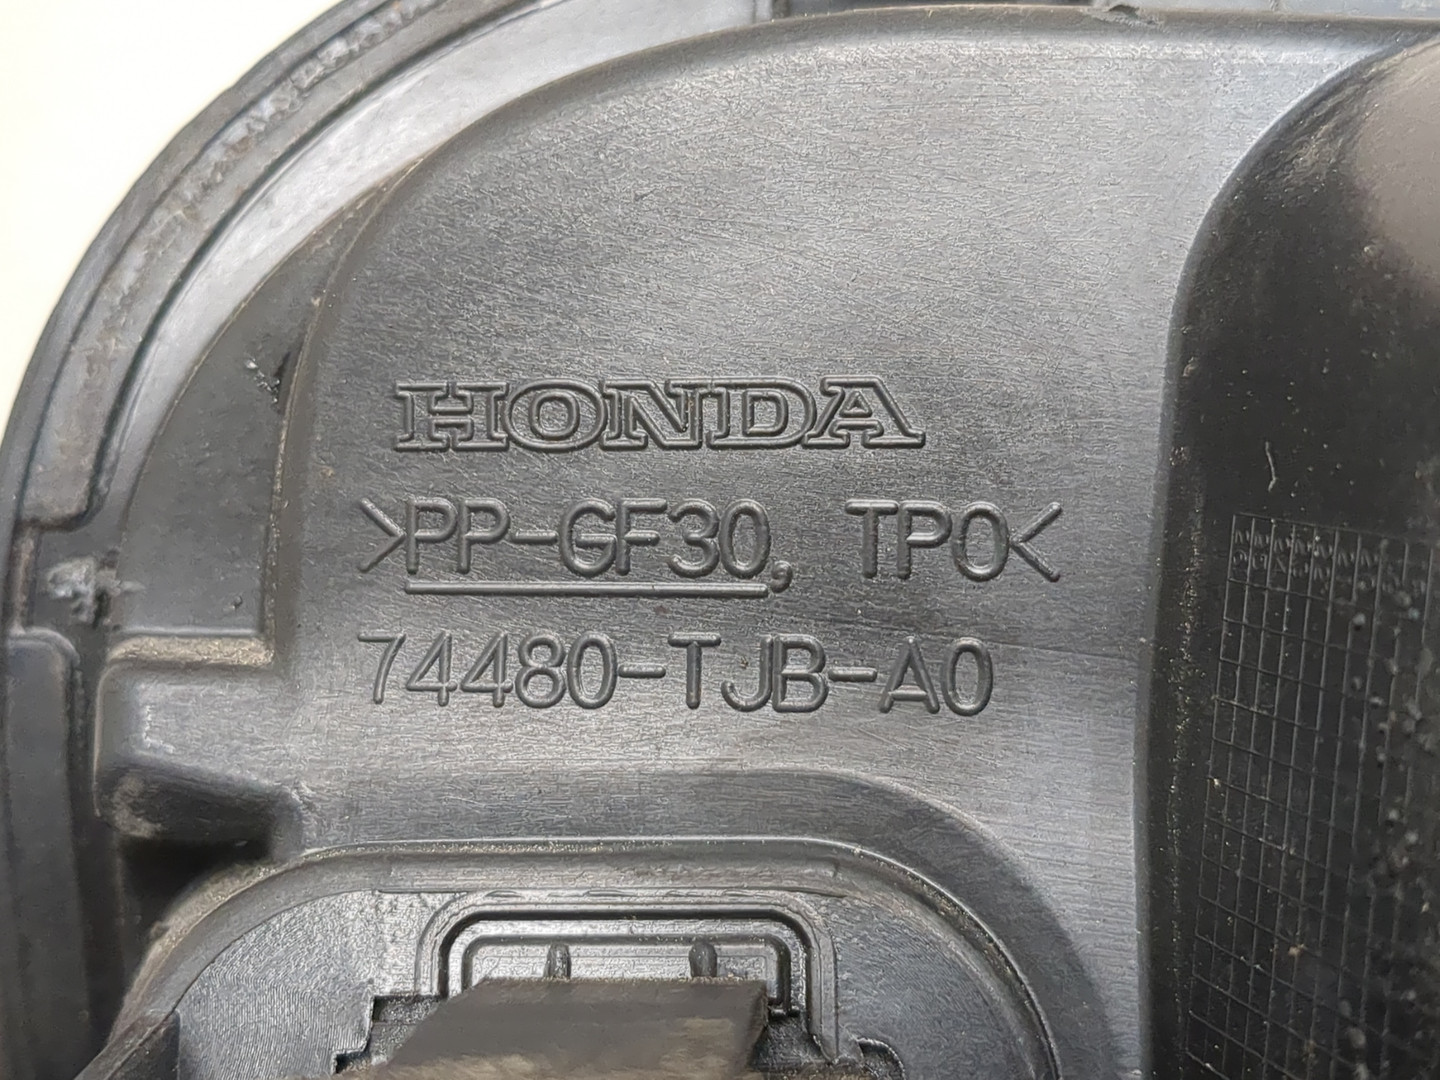 HONDA
>PP-GF30, TPO<
74480-TJB-A0